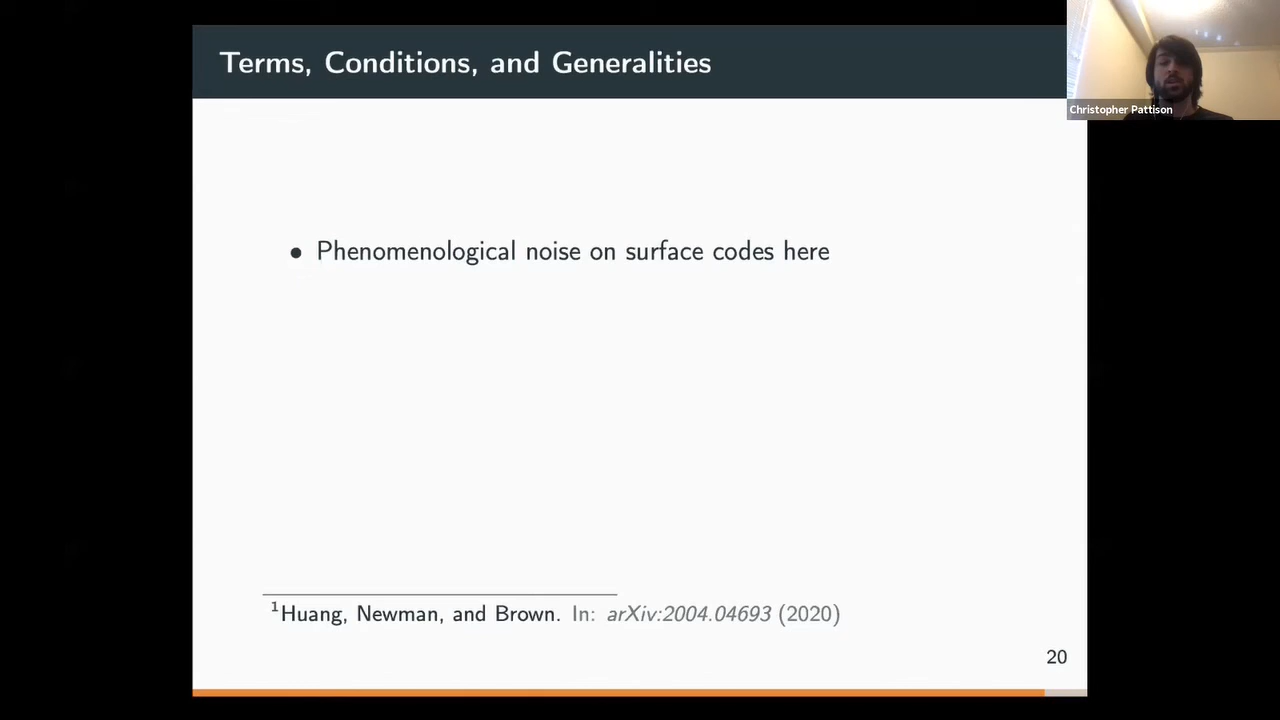 Terms, Conditions, and Generalities
Christopher Pattison
• Phenomenological noise on surface codes here
1Huang, Newman, and Brown. In: arXiv:2004.04693 (2020)
20